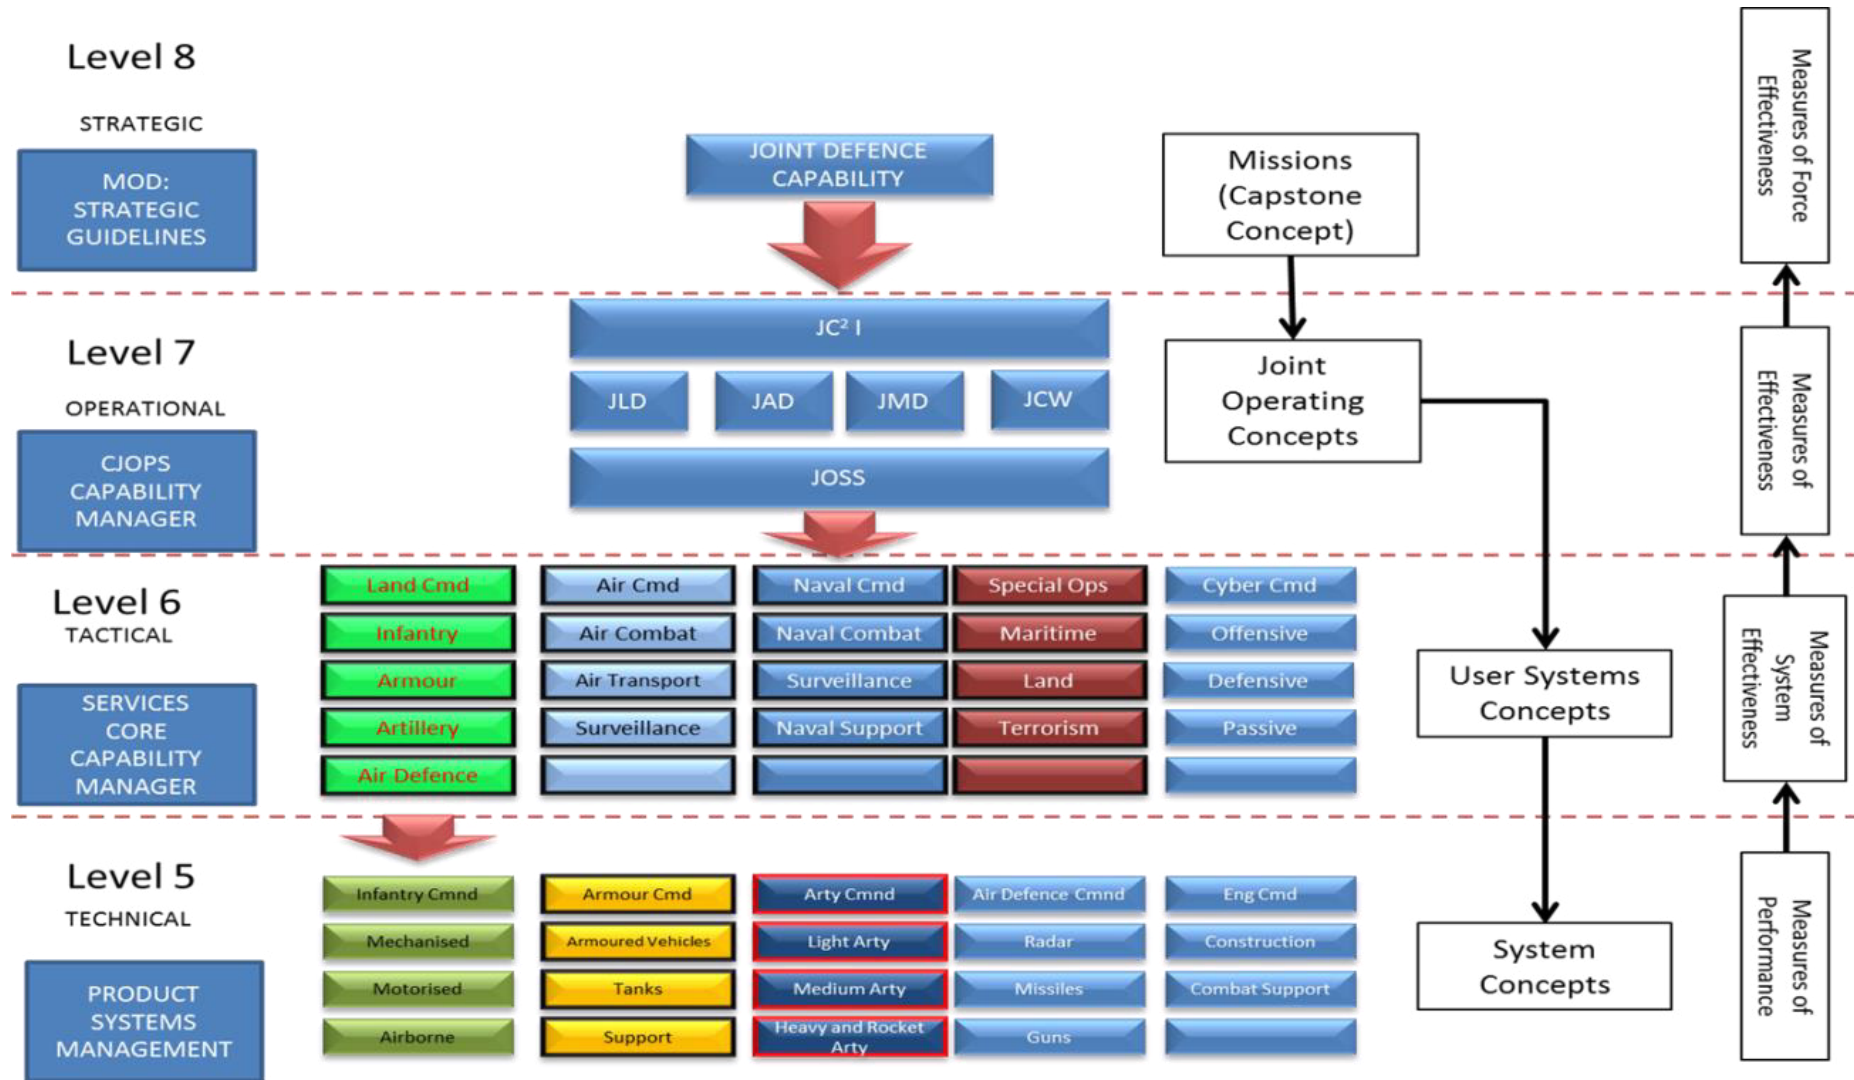 Level 8
STRATEGIC
MOD:
STRATEGIC
GUIDELINES
JOINT DEFENCE
CAPABILITY
Missions
(Capstone
Concept)
Measures of Force
Effectiveness
Level 7
OPERATIONAL
CJOPS
CAPABILITY
MANAGER
JC² I
JLD
JAD
JMD
JCW
JOSS
Joint
Operating
Concepts
Measures of
Effectiveness
Level 6
TACTICAL
SERVICES
CORE
CAPABILITY
MANAGER
Land Cmd
Infantry
Armour
Artillery
Air Defence
Air Cmd
Air Combat
Air Transport
Surveillance
Naval Cmd
Naval Combat
Surveillance
Naval Support
Special Ops
Maritime
Land
Terrorism
Cyber Cmd
Offensive
Defensive
Passive
User Systems
Concepts
Measures of
System
Effectiveness
Level 5
TECHNICAL
PRODUCT
SYSTEMS
MANAGEMENT
Infantry Cmnd
Mechanised
Motorised
Airborne
Armour Cmd
Armoured Vehicles
Tanks
Support
Arty Cmnd
Light Arty
Medium Arty
Heavy and Rocket
Arty
Air Defence Cmnd
Radar
Missiles
Guns
Eng Cmd
Construction
Combat Support
System
Concepts
Measures of
Performance